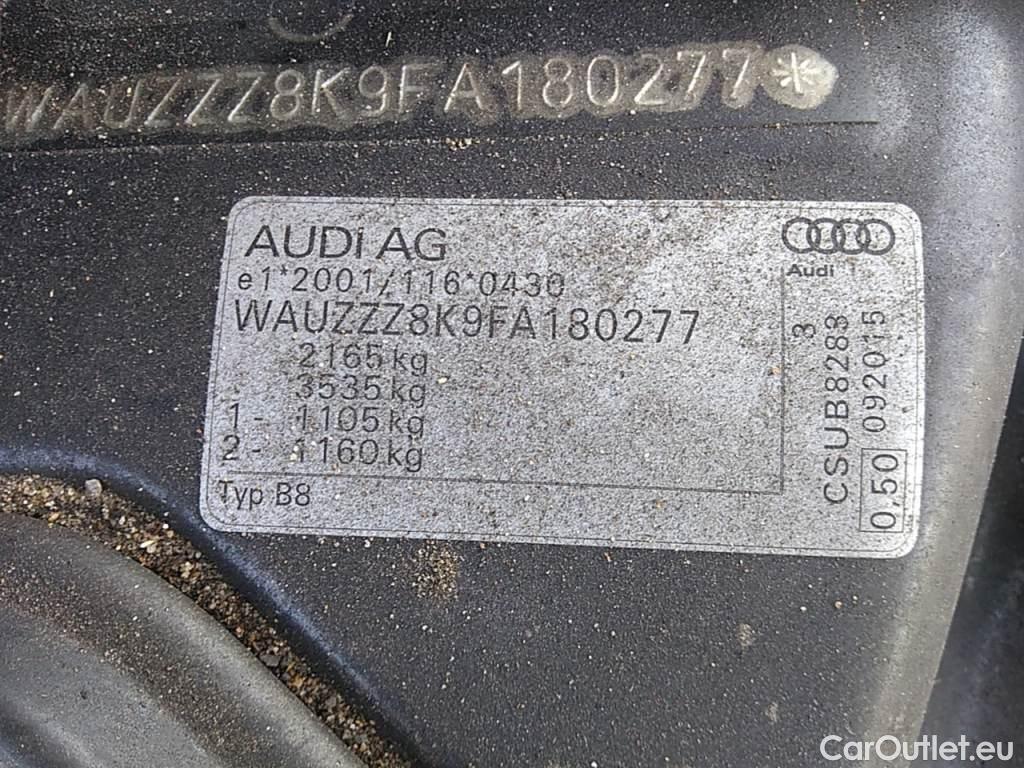 WAUZZZ8K9FA180277*
AUDI AG
Audi
e1*2001/116*0430
WAUZZZ8K9FA180277
2165 kg
3535 kg
1- 1105 kg
2- 1160 kg
Typ B8
3
CSUB8283
0,50 092015
CarOutlet.eu